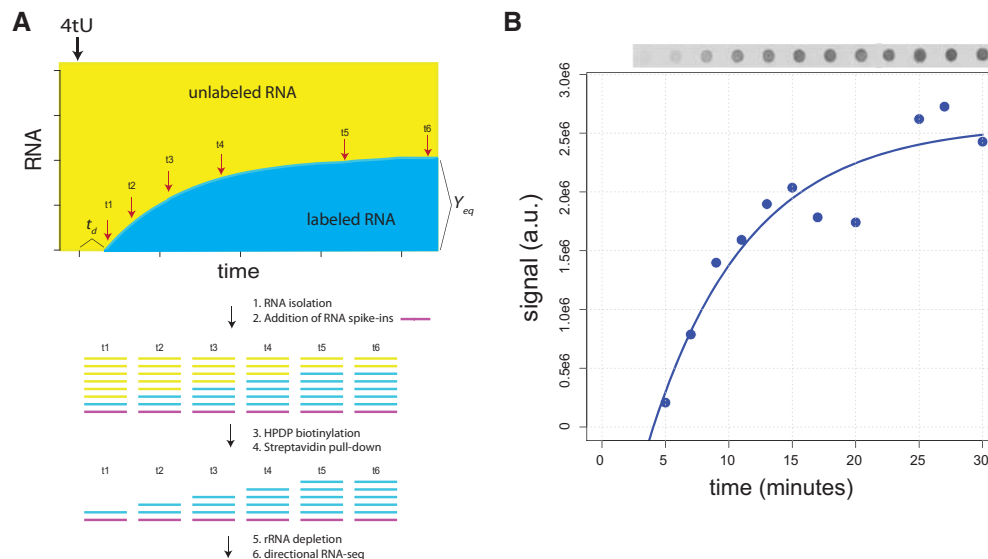 A
4tU
unlabeled RNA
RNA
t1
t2
t3
t4
t5
t6
td
labeled RNA
Yeq
time
1. RNA isolation
2. Addition of RNA spike-ins
t1 t2 t3 t4 t5 t6
3. HPDP biotinylation
4. Streptavidin pull-down
t1 t2 t3 t4 t5 t6
5. rRNA depletion
6. directional RNA-seq
B
signal (a.u.)
3.0e6
2.5e6
2.0e6
1.5e6
1.0e6
0.5e6
0
0 5 10 15 20 25 30
time (minutes)